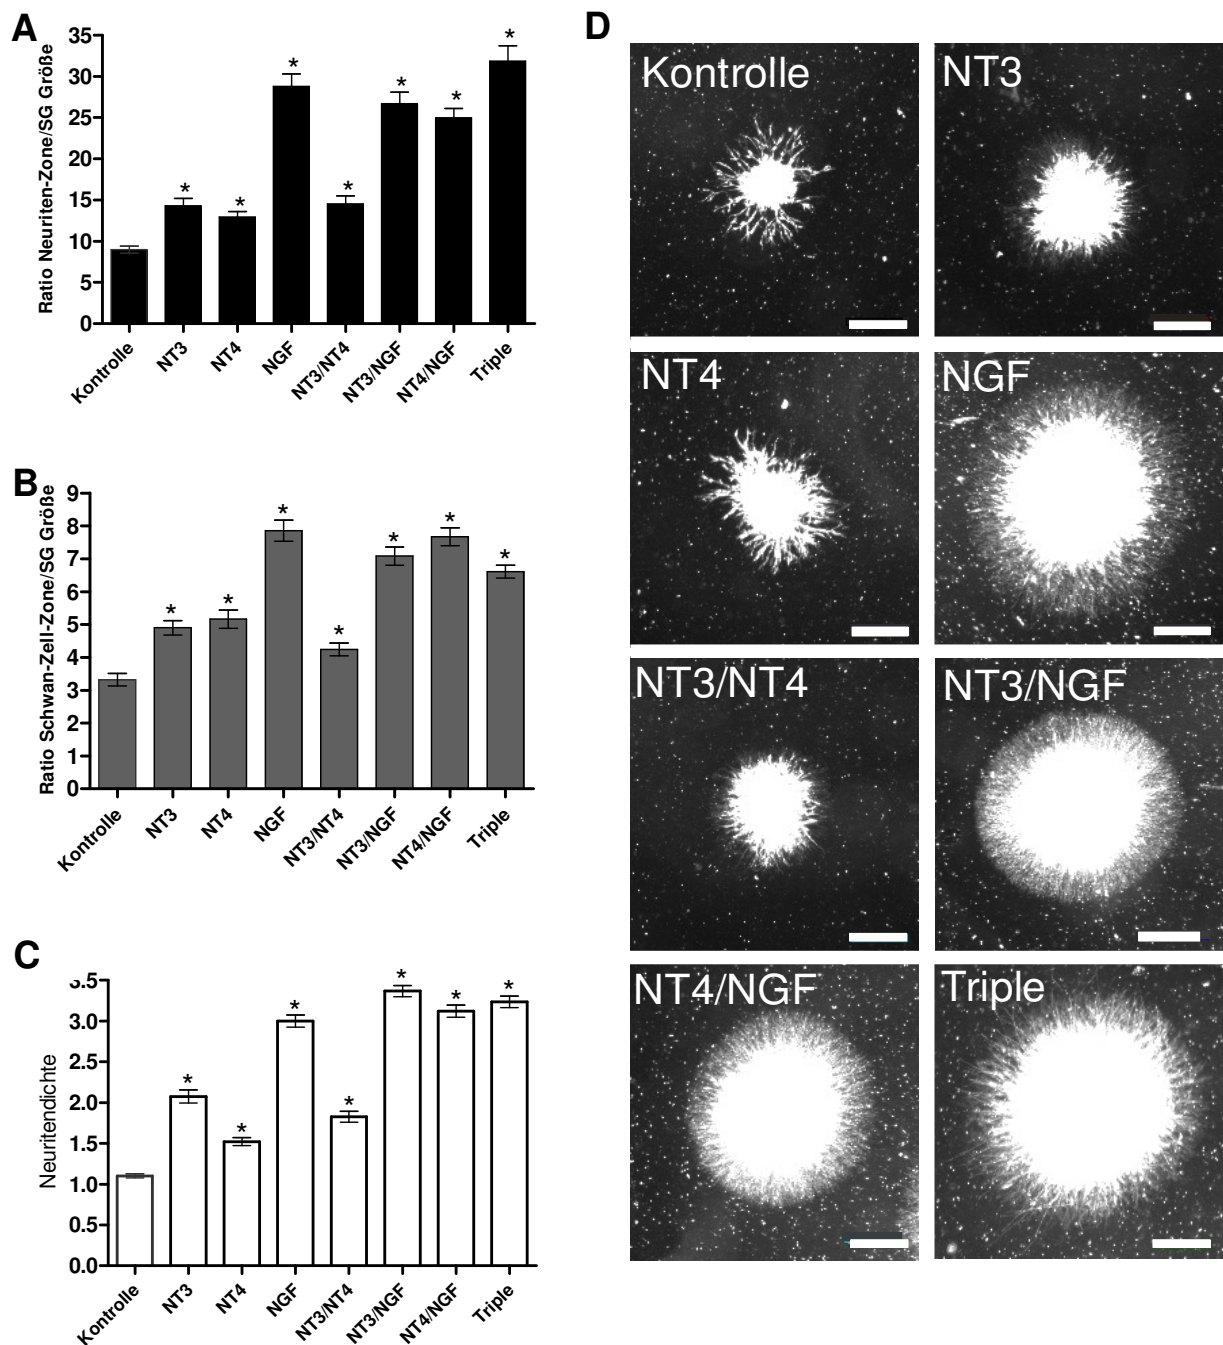 A
Ratio Neuriten-Zone/SG Größe
35
30
25
20
15
10
5
0
* * * * * * *
Kontrolle NT3 NT4 NGF NT3/NT4 NT3/NGF NT4/NGF Triple
B
Ratio Schwan-Zell-Zone/SG Größe
9
8
7
6
5
4
3
2
1
0
* * * * * * *
Kontrolle NT3 NT4 NGF NT3/NT4 NT3/NGF NT4/NGF Triple
C
Neuritendichte
3.5
3.0
2.5
2.0
1.5
1.0
0.5
0.0
* * * * * * *
Kontrolle NT3 NT4 NGF NT3/NT4 NT3/NGF NT4/NGF Triple
D
Kontrolle NT3
NT4 NGF
NT3/NT4 NT3/NGF
NT4/NGF Triple